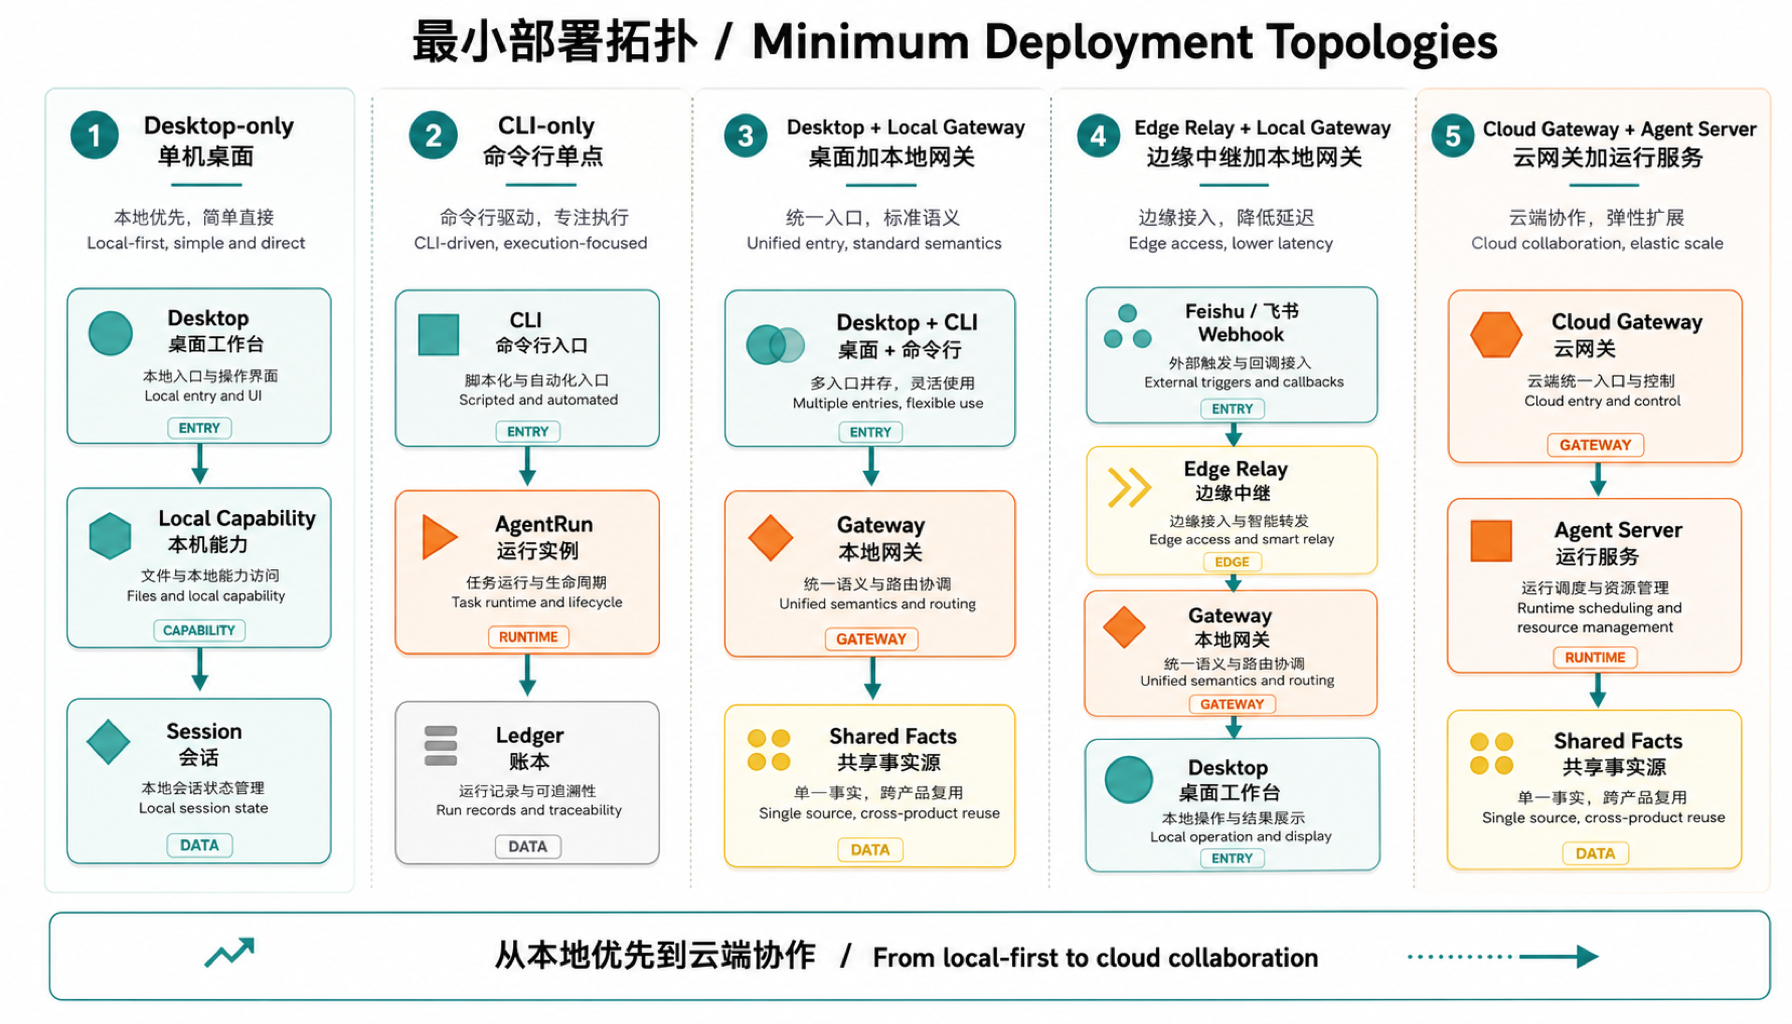 最小部署拓扑 / Minimum Deployment Topologies
1
Desktop-only
单机桌面
本地优先，简单直接
Local-first, simple and direct
Desktop
桌面工作台
本地入口与操作界面
Local entry and UI
ENTRY
Local Capability
本机能力
文件与本地能力访问
Files and local capability
CAPABILITY
Session
会话
本地会话状态管理
Local session state
DATA
2
CLI-only
命令行单点
命令行驱动，专注执行
CLI-driven, execution-focused
CLI
命令行入口
脚本化与自动化入口
Scripted and automated
ENTRY
AgentRun
运行实例
任务运行与生命周期
Task runtime and lifecycle
RUNTIME
Ledger
账本
运行记录与可追溯性
Run records and traceability
DATA
3
Desktop + Local Gateway
桌面加本地网关
统一入口，标准语义
Unified entry, standard semantics
Desktop + CLI
桌面 + 命令行
多入口并存，灵活使用
Multiple entries, flexible use
ENTRY
Gateway
本地网关
统一语义与路由协调
Unified semantics and routing
GATEWAY
Shared Facts
共享事实源
单一事实，跨产品复用
Single source, cross-product reuse
DATA
4
Edge Relay + Local Gateway
边缘中继加本地网关
边缘接入，降低延迟
Edge access, lower latency
Feishu / 飞书
Webhook
外部触发与回调接入
External triggers and callbacks
ENTRY
Edge Relay
边缘中继
边缘接入与智能转发
Edge access and smart relay
EDGE
Gateway
本地网关
统一语义与路由协调
Unified semantics and routing
GATEWAY
Desktop
桌面工作台
本地操作与结果展示
Local operation and display
ENTRY
5
Cloud Gateway + Agent Server
云网关加运行服务
云端协作，弹性扩展
Cloud collaboration, elastic scale
Cloud Gateway
云网关
云端统一入口与控制
Cloud entry and control
GATEWAY
Agent Server
运行服务
运行调度与资源管理
Runtime scheduling and
resource management
RUNTIME
Shared Facts
共享事实源
单一事实，跨产品复用
Single source, cross-product reuse
DATA
从本地优先到云端协作 / From local-first to cloud collaboration